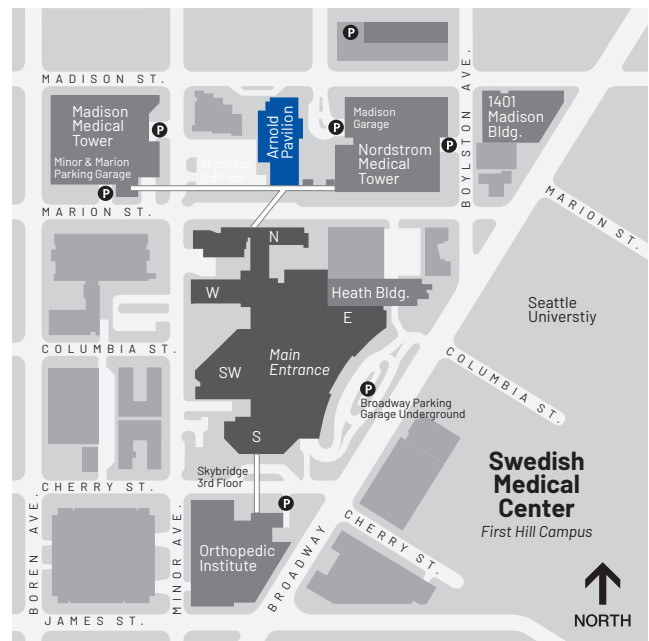 P
MADISON ST.
BOYLSTON AVE.
Madison
Medical
Tower
P
Minor & Marion
Parking Garage
P
Skybridge
3rd Floor
Arnold
Pavilion
Madison
Garage
P
Nordstrom
Medical
Tower
P
1401
Madison
Bldg.
MARION ST.
MARION ST.
N
W
Heath Bldg.
E
Seattle
Universtiy
COLUMBIA ST.
SW
Main
Entrance
COLUMBIA ST.
P
Broadway Parking
Garage Underground
S
Skybridge
3rd Floor
CHERRY ST.
P
Swedish
Medical
Center
First Hill Campus
CHERRY ST.
Orthopedic
Institute
BOREN AVE.
MINOR AVE.
BROADWAY
JAMES ST.
NORTH